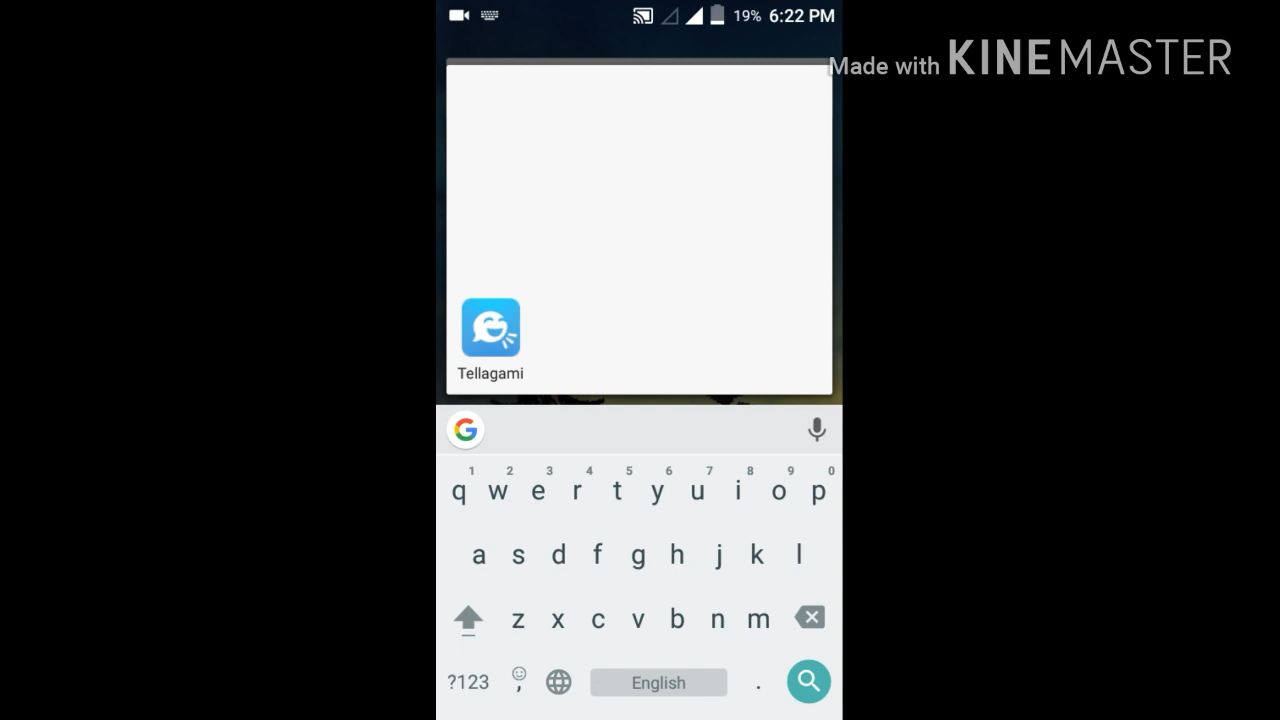 19% 6:22 PM
Made with KINEMASTER
Tellagami
G
1 2 3 4 5 6 7 8 9 0
q w e r t y u i o p
a s d f g h j k l
z x c v b n m
?123 , English .